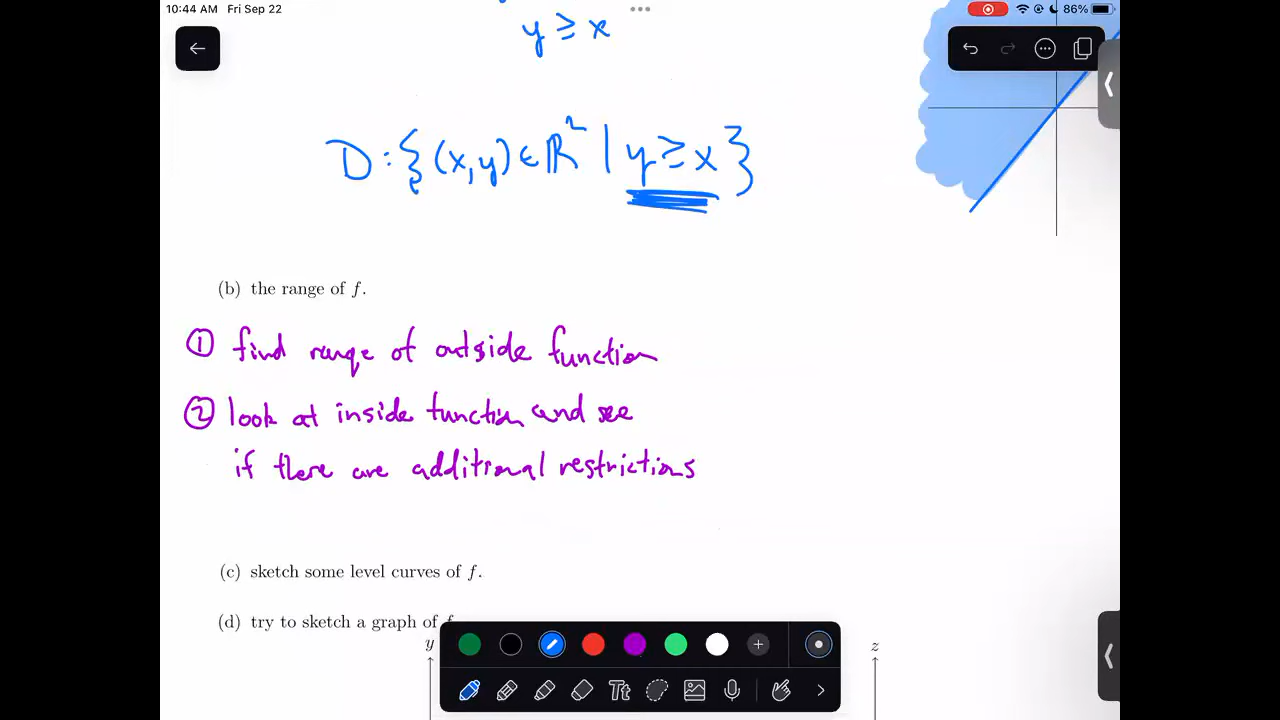 10:44 AM Fri Sep 22
86%
y ≥ x
D: {(x,y) ∈ ℝ² | y ≥ x}
(b) the range of f.
① find range of outside function
② look at inside function and see
if there are additional restrictions
(c) sketch some level curves of f.
(d) try to sketch a graph of f
y
z
Tt